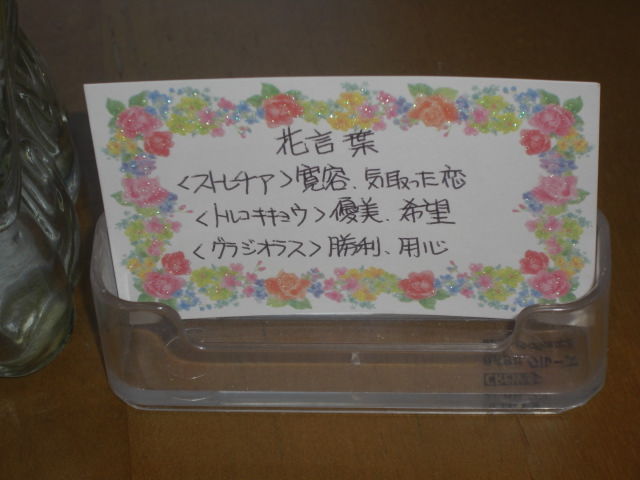 花言葉
<ストレチア>寛容、気取った恋
<トルコキキョウ>優美、希望
<グラジオラス>勝利、用心